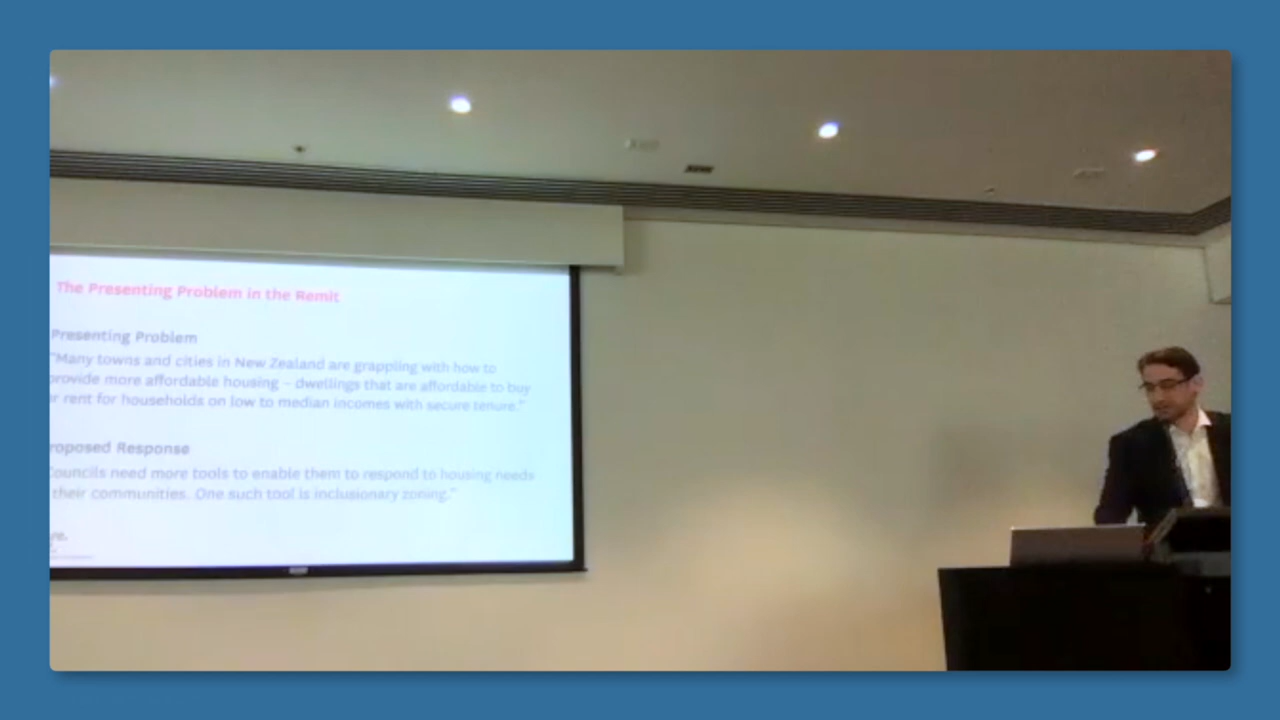 The Presenting Problem in the Remit
Presenting Problem
"Many towns and cities in New Zealand are grappling with how to
provide more affordable housing – dwellings that are affordable to buy
or rent for households on low to median incomes with secure tenure."
roposed Response
Councils need more tools to enable them to respond to housing needs
their communities. One such tool is inclusionary zoning."